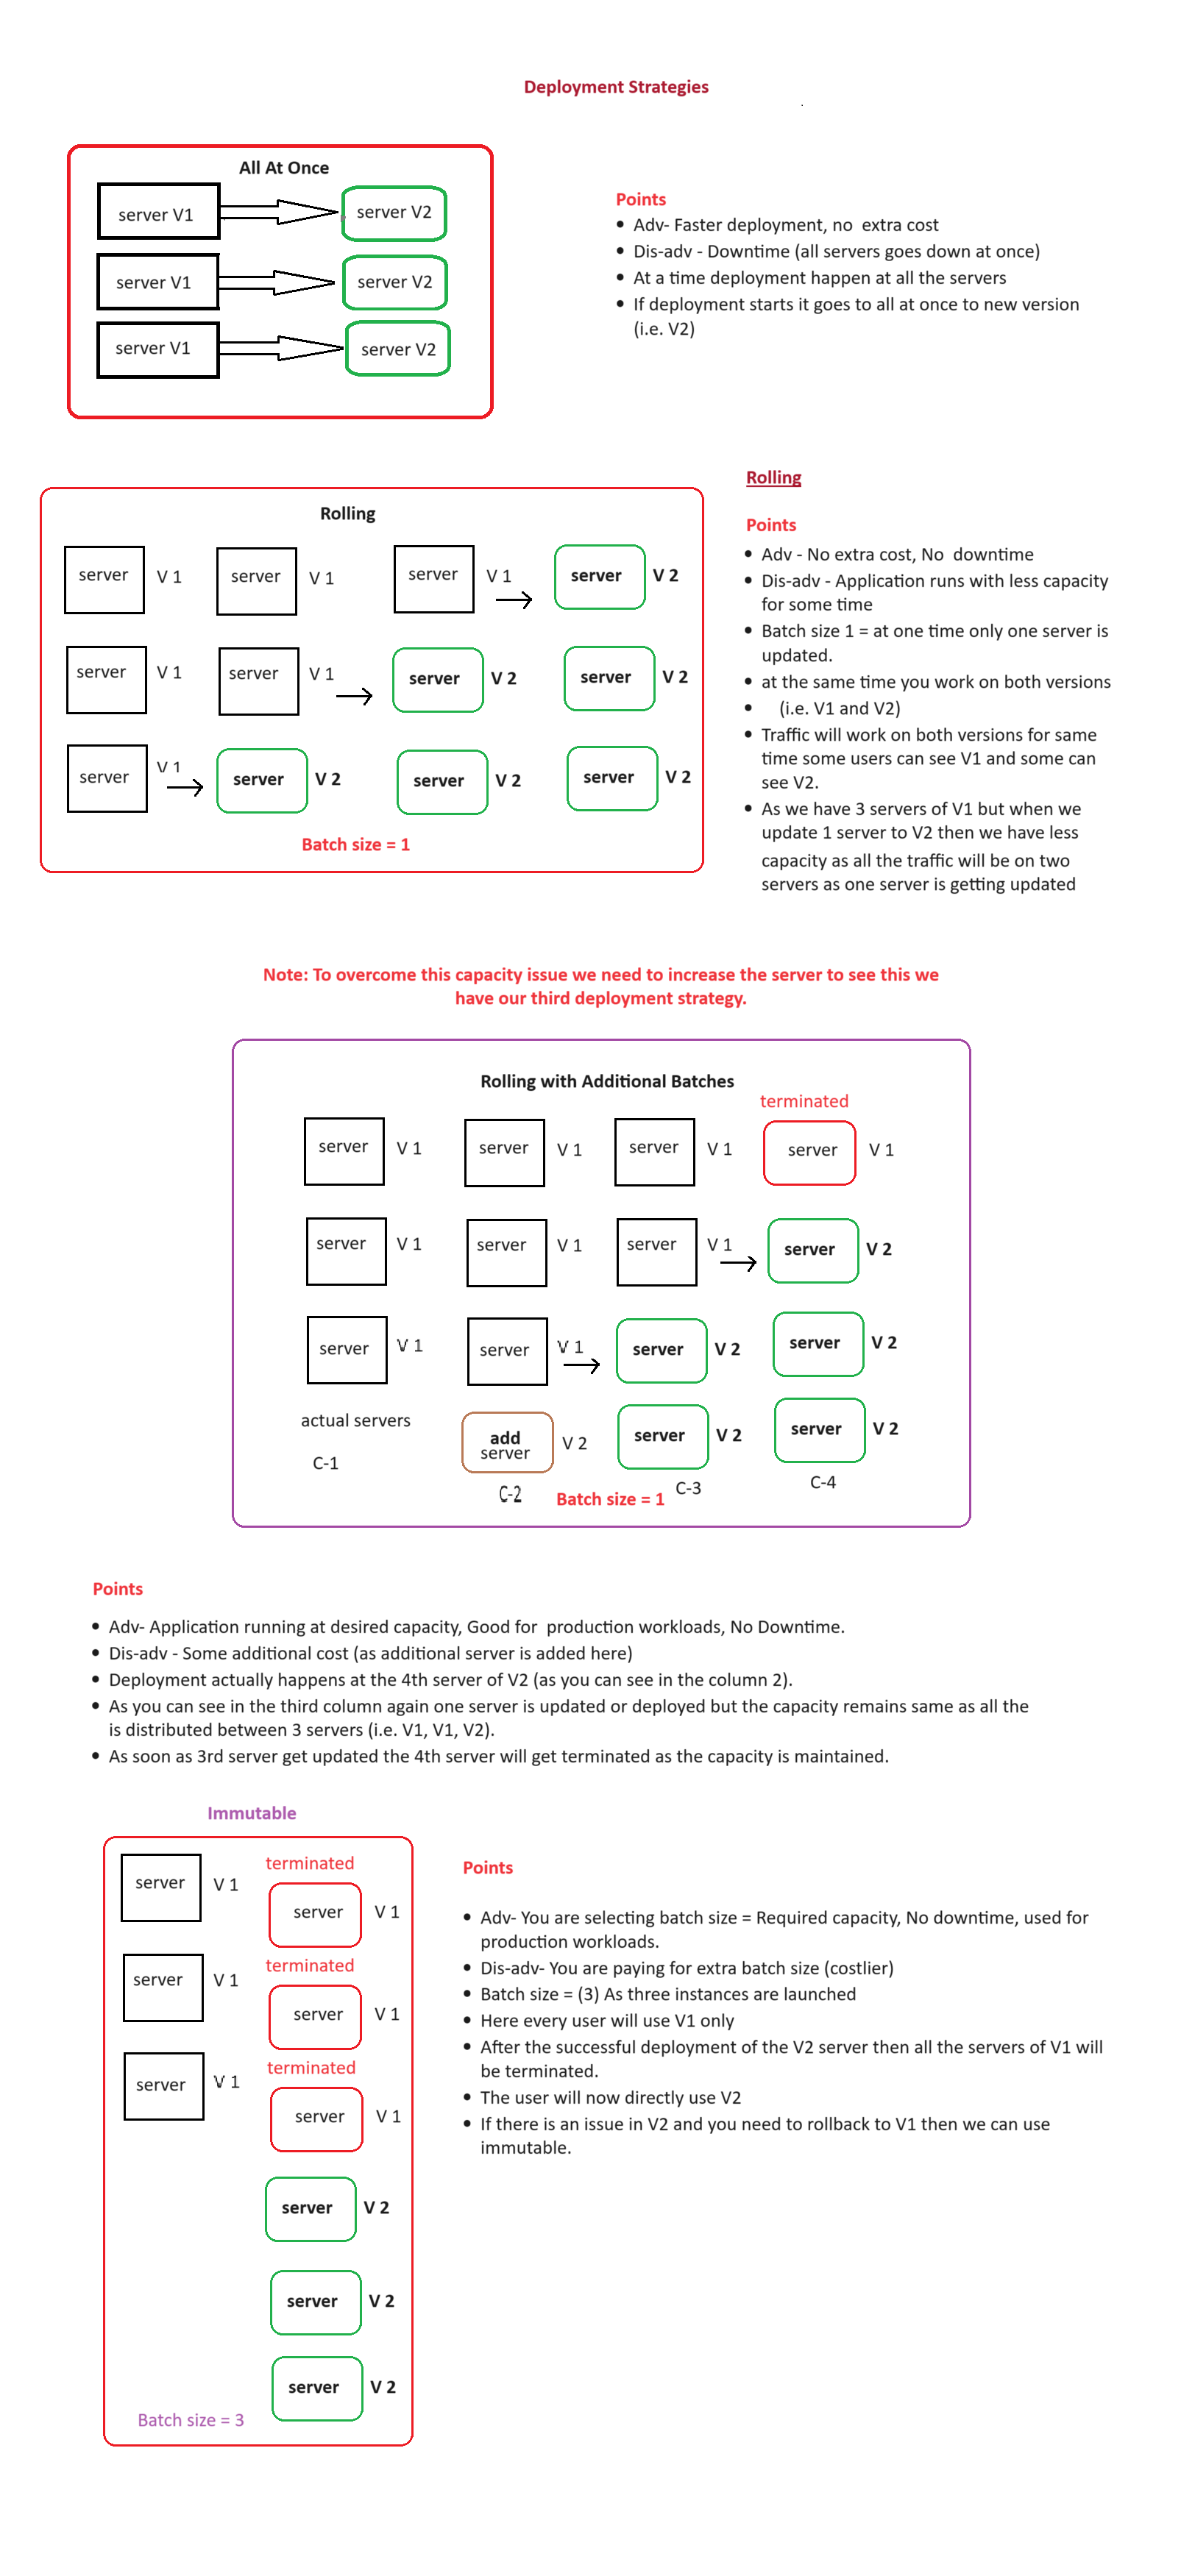 Deployment Strategies
All At Once
server V1
server V2
server V1
server V2
server V1
server V2
Points
Adv- Faster deployment, no extra cost
Dis-adv - Downtime (all servers goes down at once)
At a time deployment happen at all the servers
If deployment starts it goes to all at once to new version
(i.e. V2)
Rolling
server V 1 server V 1 server V 1 server V 2
server V 1 server V 1 server V 2 server V 2
server V 1 server V 2 server V 2 server V 2
Batch size = 1
Rolling
Points
Adv - No extra cost, No downtime
Dis-adv - Application runs with less capacity
for some time
Batch size 1 = at one time only one server is
updated.
at the same time you work on both versions
(i.e. V1 and V2)
Traffic will work on both versions for same
time some users can see V1 and some can
see V2.
As we have 3 servers of V1 but when we
update 1 server to V2 then we have less
capacity as all the traffic will be on two
servers as one server is getting updated
Note: To overcome this capacity issue we need to increase the server to see this we
have our third deployment strategy.
Rolling with Additional Batches
terminated
server V 1 server V 1 server V 1 server V 1
server V 1 server V 1 server V 1 server V 2
server V 1 server V 1 server V 2 server V 2
actual servers
add
server V 2 server V 2 server V 2
C-1
C-2
Batch size = 1
C-3
C-4
Points
Adv- Application running at desired capacity, Good for production workloads, No Downtime.
Dis-adv - Some additional cost (as additional server is added here)
Deployment actually happens at the 4th server of V2 (as you can see in the column 2).
As you can see in the third column again one server is updated or deployed but the capacity remains same as all the
is distributed between 3 servers (i.e. V1, V1, V2).
As soon as 3rd server get updated the 4th server will get terminated as the capacity is maintained.
Immutable
server V 1
terminated
server V 1
server V 1
terminated
server V 1
server V 1
terminated
server V 1
server V 2
server V 2
server V 2
Batch size = 3
Points
Adv- You are selecting batch size = Required capacity, No downtime, used for
production workloads.
Dis-adv- You are paying for extra batch size (costlier)
Batch size = (3) As three instances are launched
Here every user will use V1 only
After the successful deployment of the V2 server then all the servers of V1 will
be terminated.
The user will now directly use V2
If there is an issue in V2 and you need to rollback to V1 then we can use
immutable.